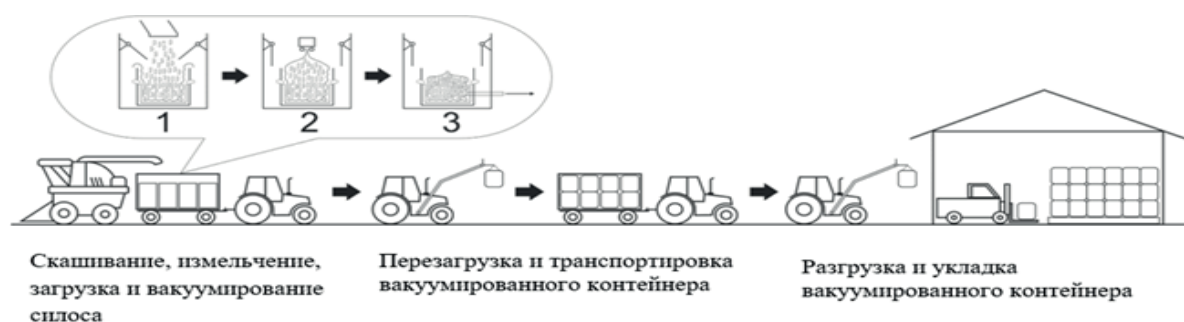 1
2
3
Скашивание, измельчение,
загрузка и вакуумирование
силоса
Перезагрузка и транспортировка
вакуумированного контейнера
Разгрузка и укладка
вакуумированного контейнера